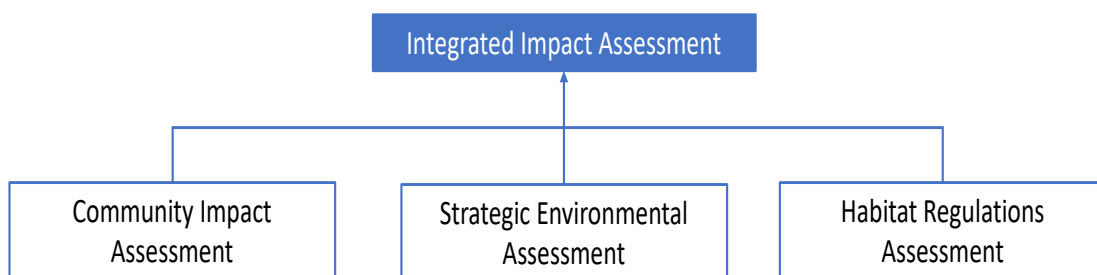 Integrated Impact Assessment
Community Impact
Assessment
Strategic Environmental
Assessment
Habitat Regulations
Assessment